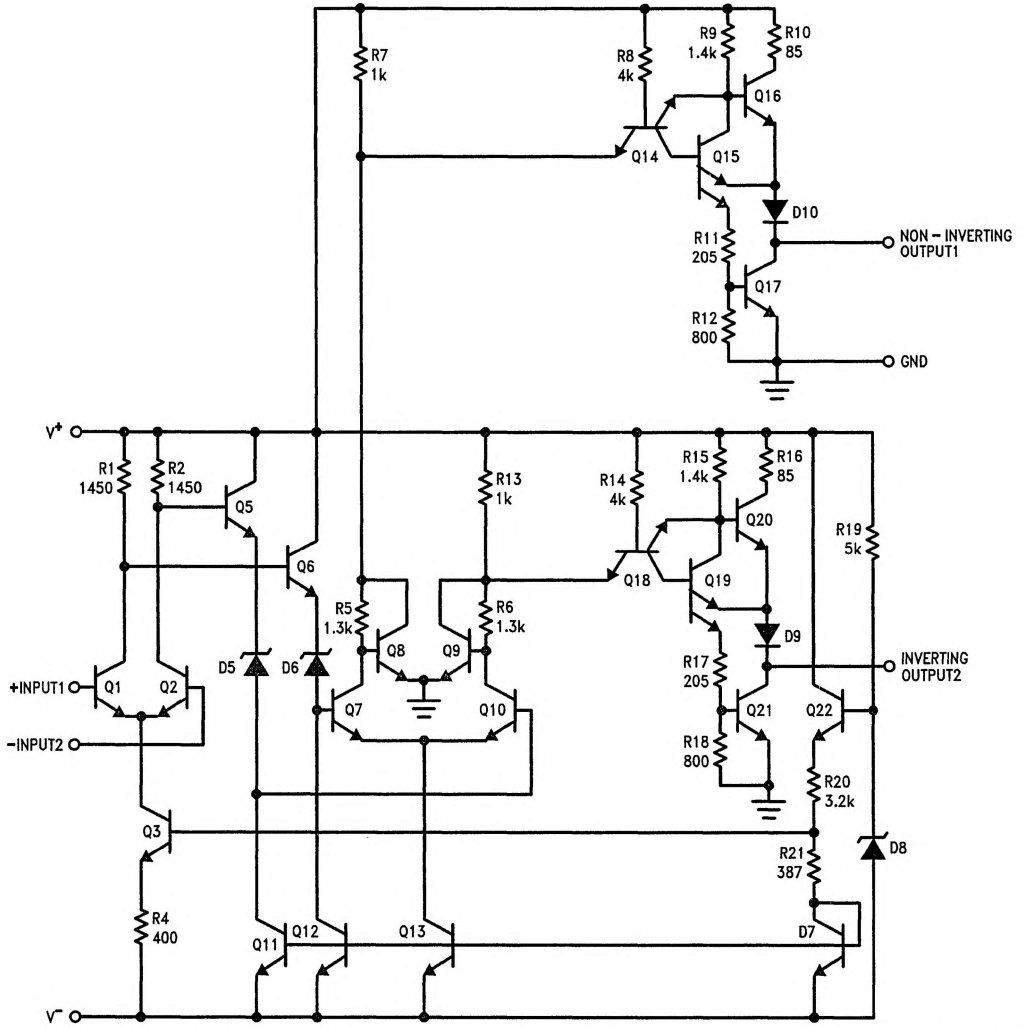 R7
1k
R8
4k
R9
1.4k
R10
85
Q16
Q14
Q15
D10
R11
205
NON-INVERTING
OUTPUT1
Q17
R12
800
GND
V+
R1
1450
R2
1450
Q5
R13
1k
R14
4k
R15
1.4k
R16
85
Q20
R19
5k
Q6
Q18
Q19
R5
1.3k
R6
1.3k
Q8
Q9
D9
D5
D6
R17
205
INVERTING
OUTPUT2
+INPUT1
Q1
Q2
Q7
Q10
Q21
Q22
-INPUT2
R18
800
R20
3.2k
Q3
R21
387
D8
R4
400
Q11
Q12
Q13
D7
V-